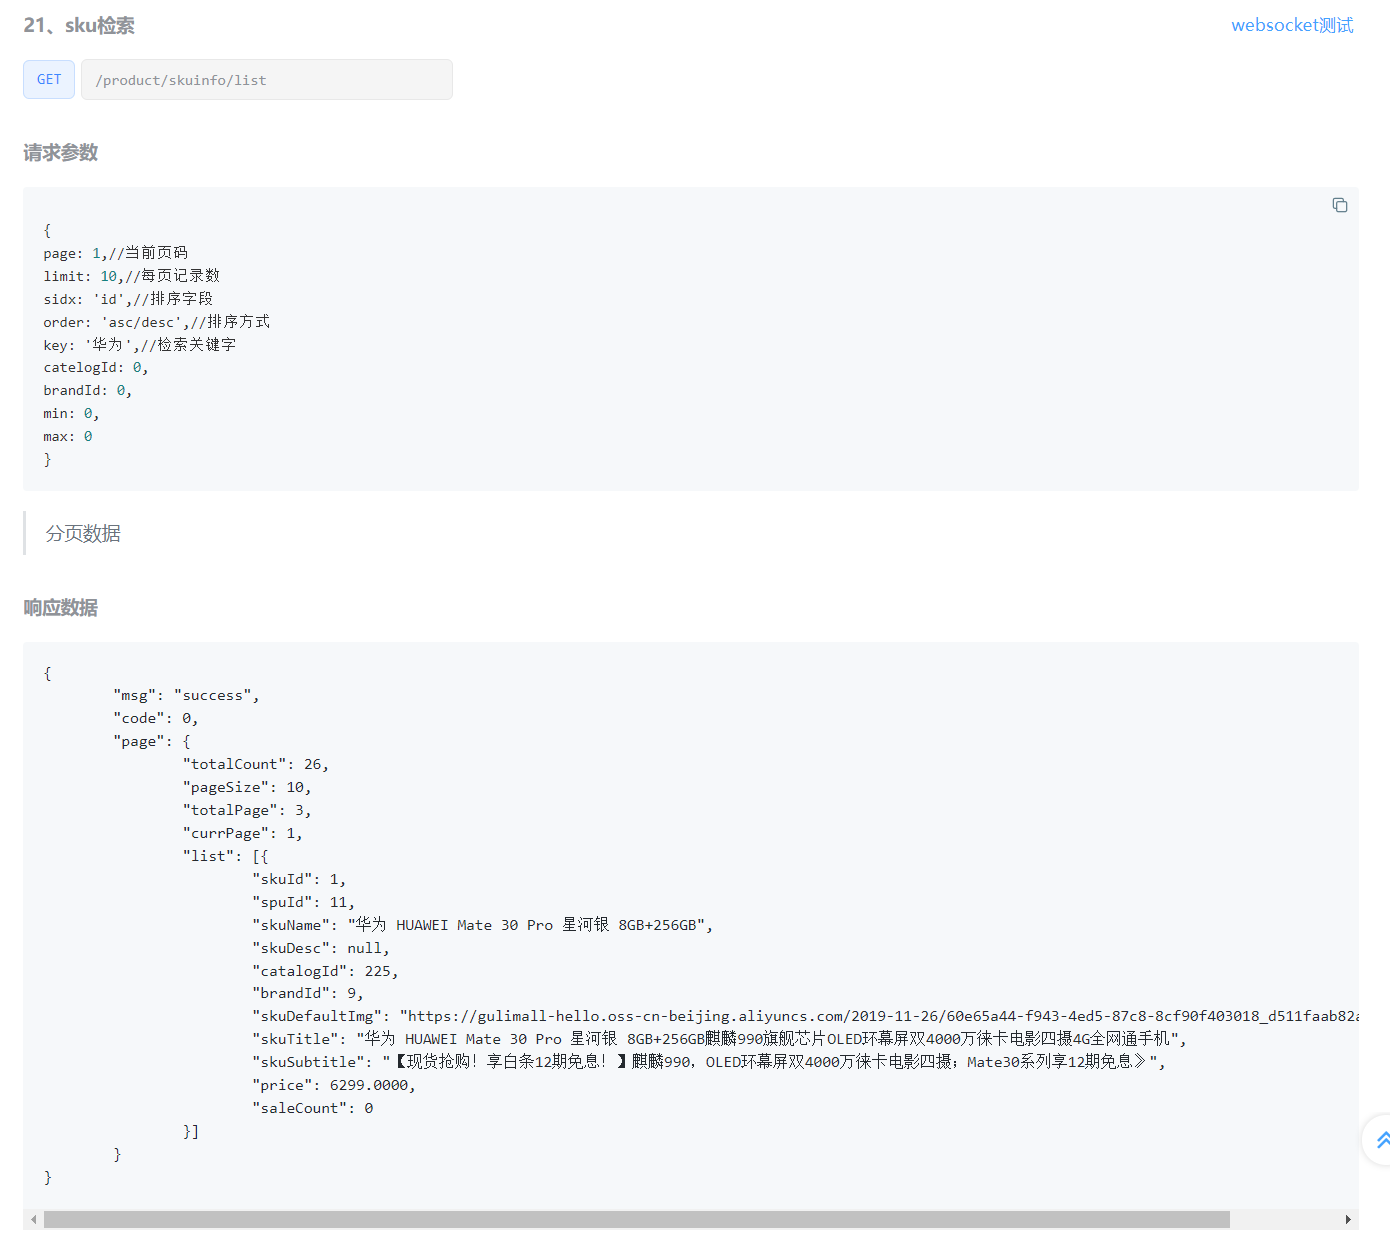 21、sku检索
websocket测试
GET
/product/skuinfo/list
请求参数
{
page: 1,//当前页码
limit: 10,//每页记录数
sidx: 'id',//排序字段
order: 'asc/desc',//排序方式
key: '华为',//检索关键字
catelogId: 0,
brandId: 0,
min: 0,
max: 0
}
分页数据
响应数据
{
"msg": "success",
"code": 0,
"page": {
"totalCount": 26,
"pageSize": 10,
"totalPage": 3,
"currPage": 1,
"list": [{
"skuId": 1,
"spuId": 11,
"skuName": "华为 HUAWEI Mate 30 Pro 星河银 8GB+256GB",
"skuDesc": null,
"catalogId": 225,
"brandId": 9,
"skuDefaultImg": "https://gulimall-hello.oss-cn-beijing.aliyuncs.com/2019-11-26/60e65a44-f943-4ed5-87c8-8cf90f403018_d511faab82a
"skuTitle": "华为 HUAWEI Mate 30 Pro 星河银 8GB+256GB麒麟990旗舰芯片OLED环幕屏双4000万徕卡电影四摄4G全网通手机",
"skuSubtitle": "【现货抢购！享白条12期免息！】麒麟990，OLED环幕屏双4000万徕卡电影四摄；Mate30系列享12期免息》",
"price": 6299.0000,
"saleCount": 0
}]
}
}